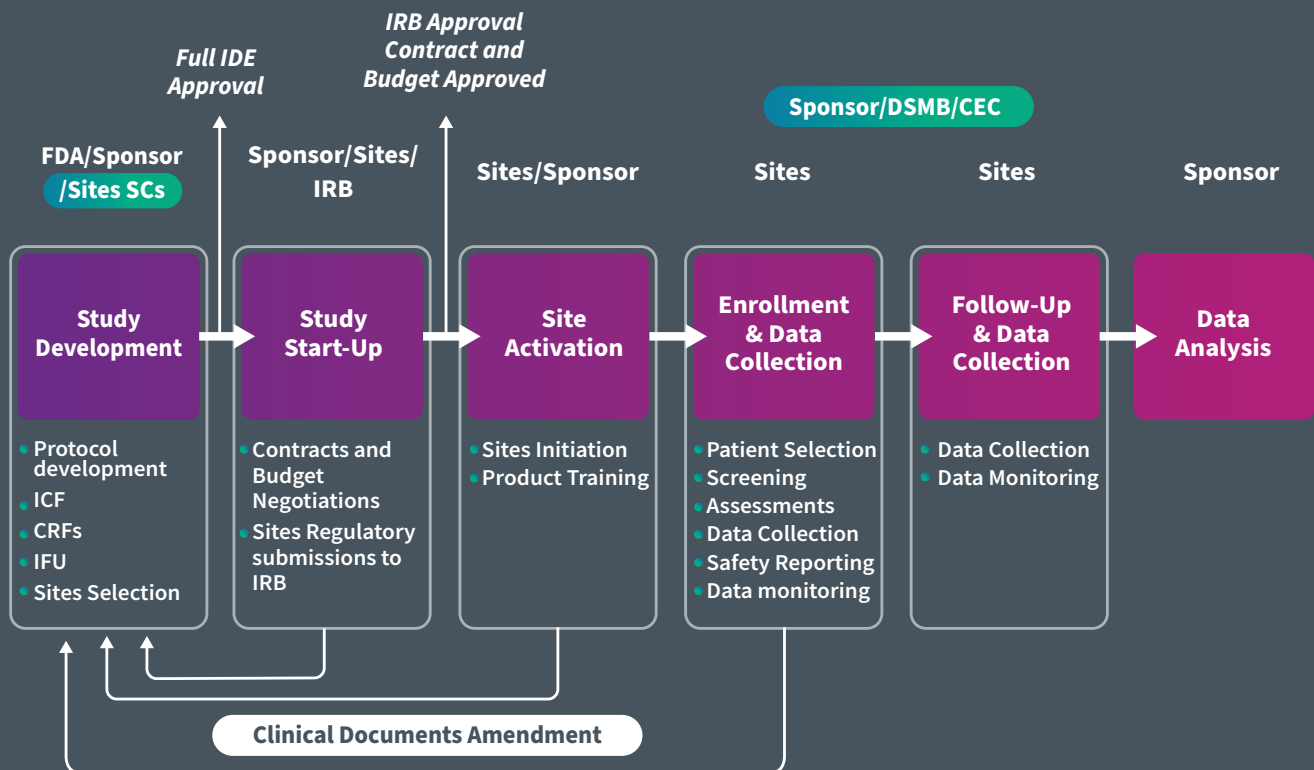 Full IDE
Approval
IRB Approval
Contract and
Budget Approved
Sponsor/DSMB/CEC
FDA/Sponsor
/Sites SCs
Sponsor/Sites/
IRB
Sites/Sponsor
Sites
Sites
Sponsor
Study
Development
Study
Start-Up
Site
Activation
Enrollment
& Data
Collection
Follow-Up
& Data
Collection
Data
Analysis
Protocol
development
ICF
CRFs
IFU
Sites Selection
Contracts and
Budget
Negotiations
Sites Regulatory
submissions to
IRB
Sites Initiation
Product Training
Patient Selection
Screening
Assessments
Data Collection
Safety Reporting
Data monitoring
Data Collection
Data Monitoring
Clinical Documents Amendment